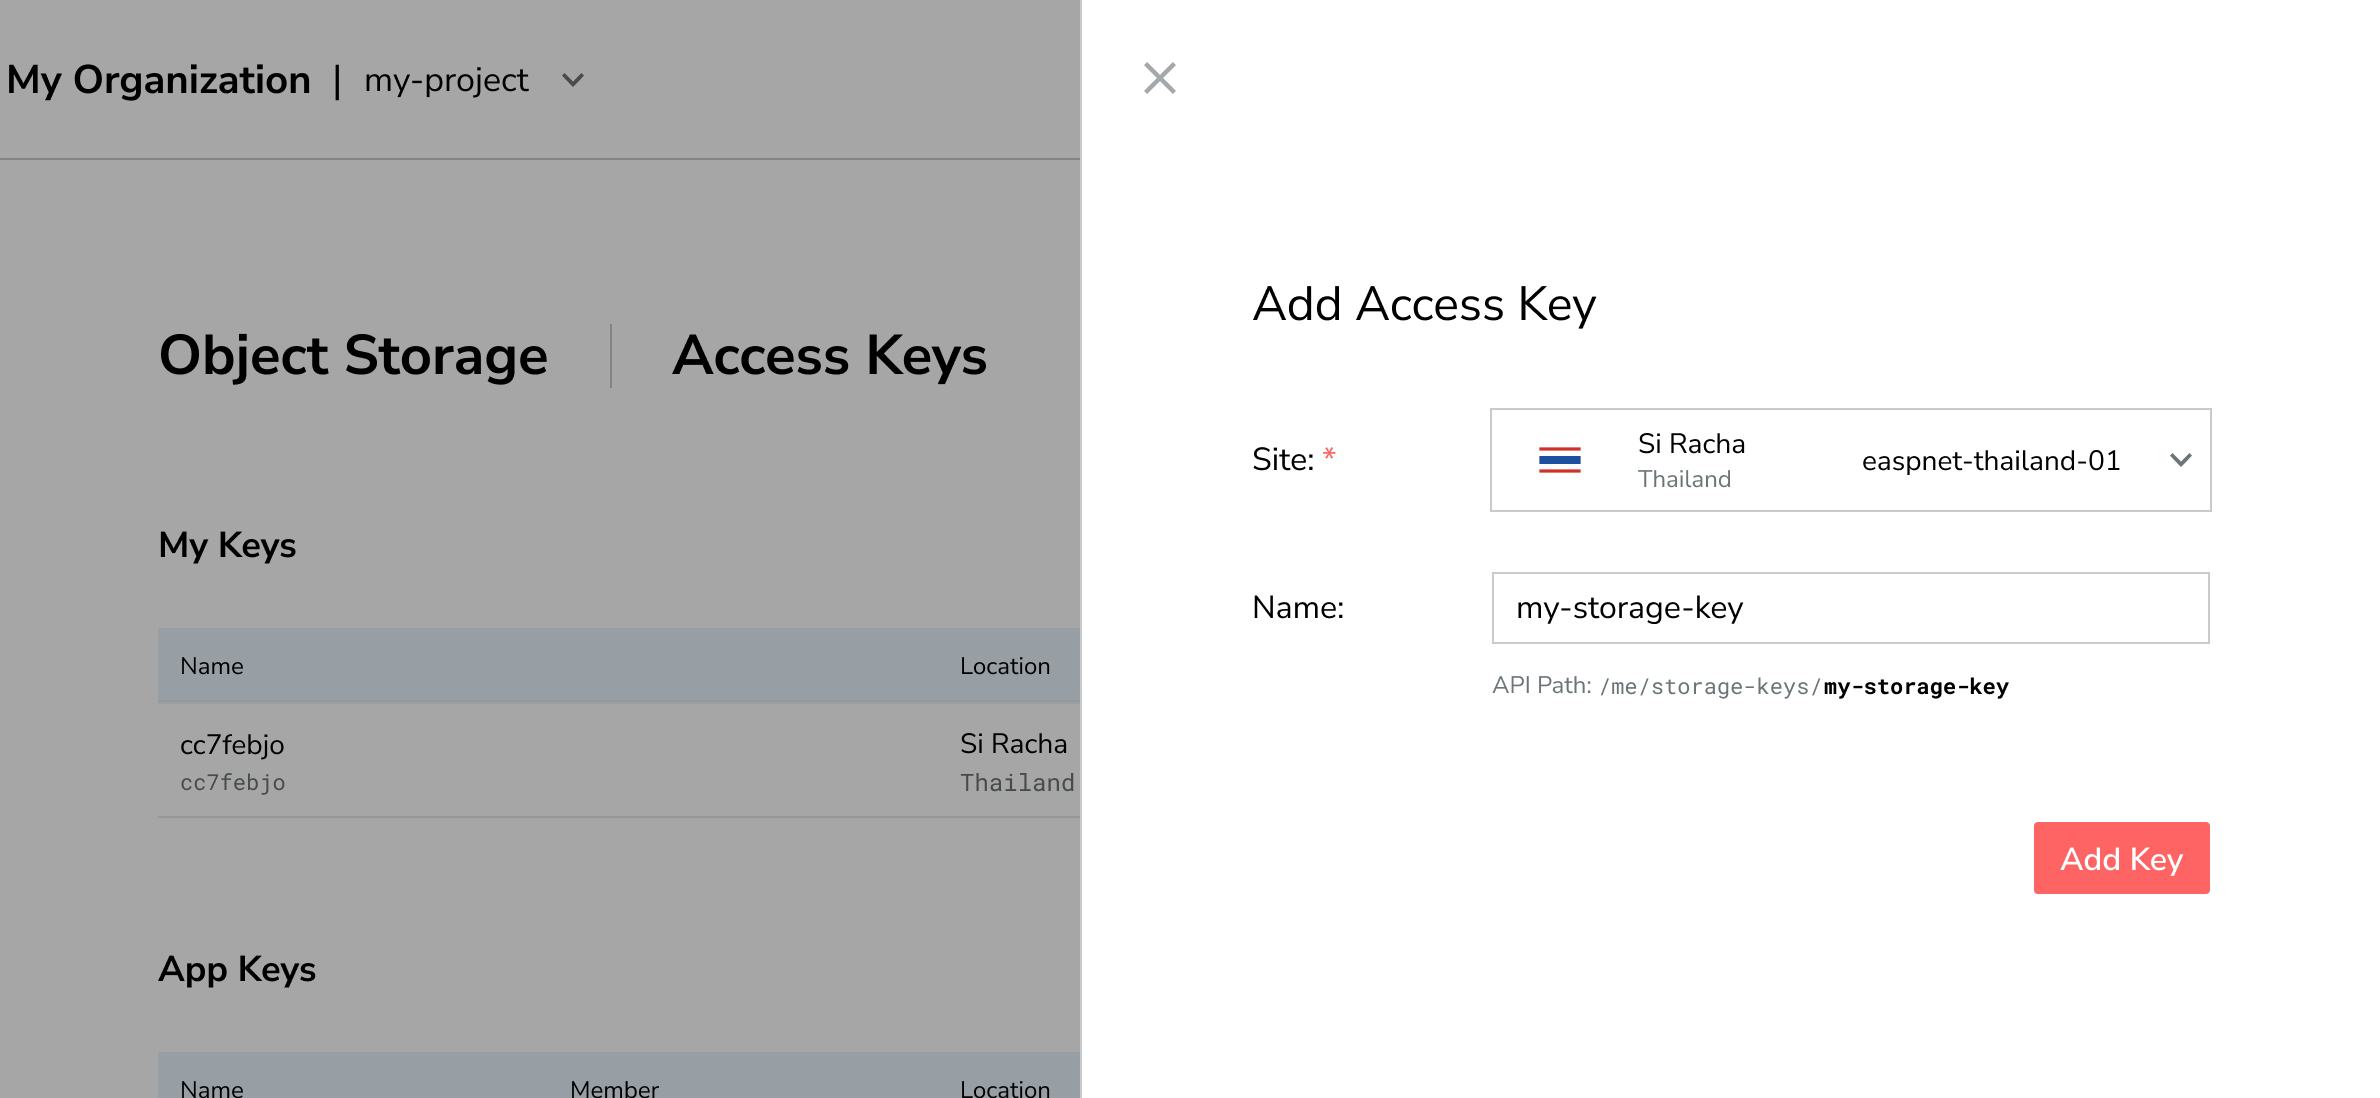 My Organization | my-project
Object Storage
Access Keys
My Keys
Name Location
cc7febjo Si Racha
cc7febjo Thailand
App Keys
Name Member Location
Add Access Key
Site: *
Si Racha
Thailand
easpnet-thailand-01
Name:
my-storage-key
API Path: /me/storage-keys/my-storage-key
Add Key